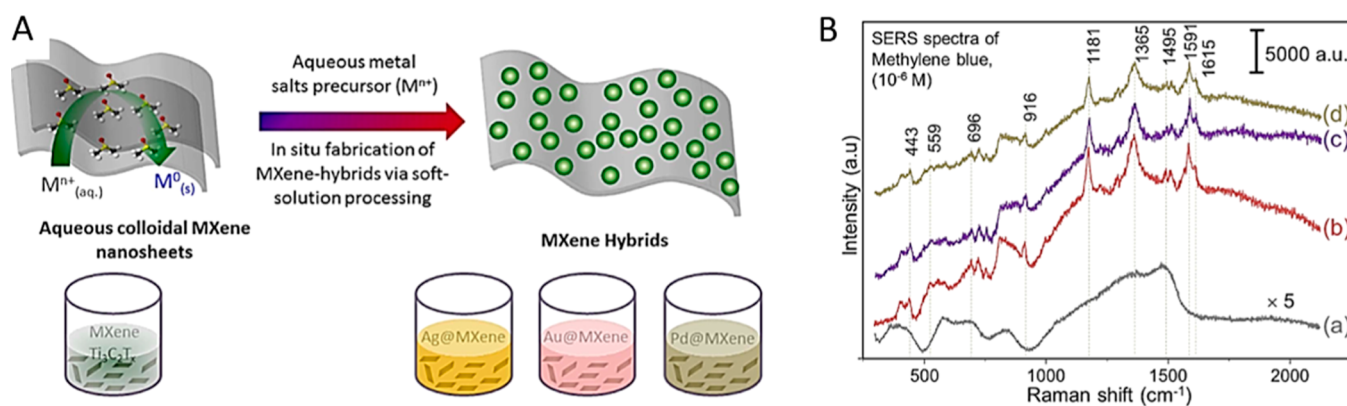 A
Aqueous metal
salts precursor (Mⁿ⁺)
In situ fabrication of
MXene-hybrids via soft-
solution processing
Mⁿ⁺(aq.)
M⁰(s)
Aqueous colloidal MXene
nanosheets
MXene Hybrids
MXene
Ti₃C₂Tₓ
Ag@MXene
Au@MXene
Pd@MXene
B
SERS spectra of
Methylene blue,
(10⁻⁶ M)
5000 a.u.
443
559
696
916
1181
1365
1495
1591
1615
(d)
(c)
(b)
× 5
(a)
Intensity (a.u)
500
1000
1500
2000
Raman shift (cm⁻¹)